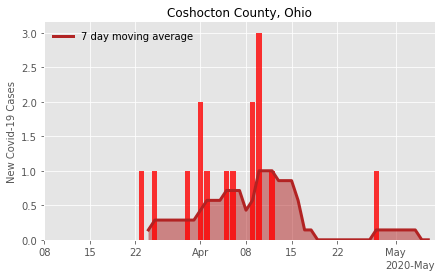 Coshocton County, Ohio
7 day moving average
New Covid-19 Cases
3.0
2.5
2.0
1.5
1.0
0.5
0.0
08 15 22 Apr 08 15 22 May
2020-May